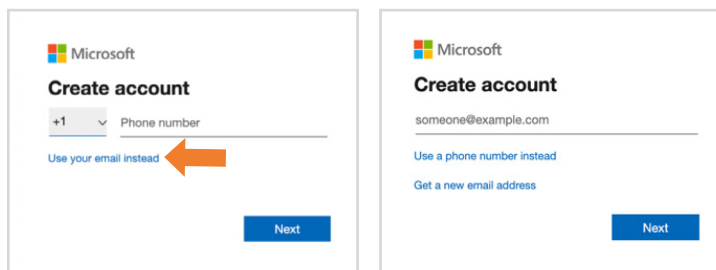 Microsoft
Create account
+1 Phone number
Use your email instead
Next
Microsoft
Create account
someone@example.com
Use a phone number instead
Get a new email address
Next